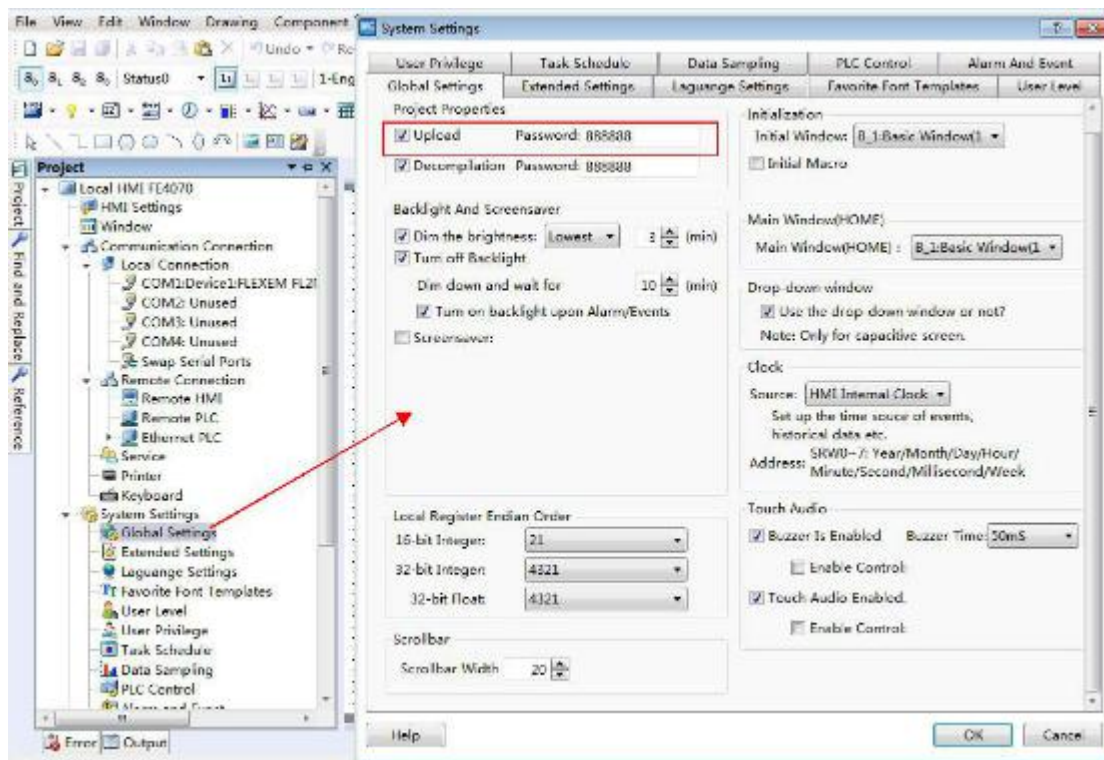 File View Edit Window Drawing Component
Undo Re
Status0 1-Eng
Project
Local HMI FE4070
HMI Settings
Window
Communication Connection
Local Connection
COM1:Device1:FLEXEM FL2
COM2: Unused
COM3: Unused
COM4: Unused
Swap Serial Ports
Remote Connection
Remote HMI
Remote PLC
Ethernet PLC
Service
Printer
Keyboard
System Settings
Global Settings
Extended Settings
Laguange Settings
Favorite Font Templates
User Level
User Privilege
Task Schedule
Data Sampling
PLC Control
Alarm and Event
Error Output
Project
Find and Replace
Reference
System Settings
User Privilege Task Schedule Data Sampling PLC Control Alarm And Event
Global Settings Extended Settings Laguange Settings Favorite Font Templates User Level
Project Properties
Upload Password: 888888
Decompilation Password: 888888
Backlight And Screensaver
Dim the brightness: Lowest 3 (min)
Turn off Backlight
Dim down and wait for 10 (min)
Turn on backlight upon Alarm/Events
Screensaver:
Local Register Endian Order
16-bit Integer: 21
32-bit Integer: 4321
32-bit Float: 4321
Scrollbar
Scrollbar Width 20
Initialization
Initial Window: B_1:Basic Window(1
Initial Macro
Main Window(HOME)
Main Window(HOME) : B_1:Basic Window(1
Drop-down window
Use the drop-down window or not?
Note: Only for capacitive screen.
Clock
Source: HMI Internal Clock
Set up the time souce of events,
historical data etc.
Address: SRW0~7: Year/Month/Day/Hour/
Minute/Second/Millisecond/Week
Touch Audio
Buzzer Is Enabled Buzzer Time: 50mS
Enable Control:
Touch Audio Enabled.
Enable Control:
Help OK Cancel